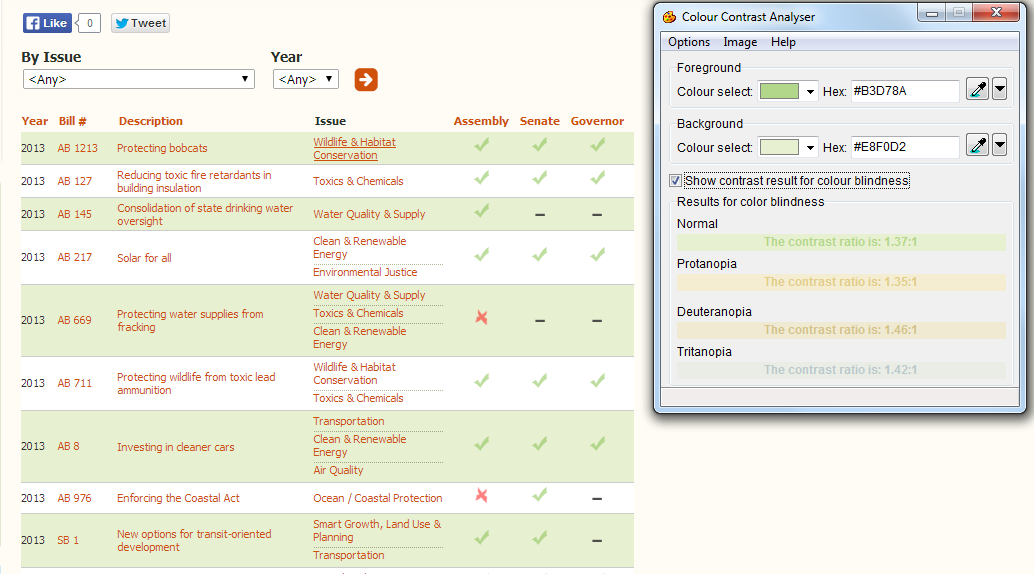 Like
0
Tweet
By Issue
Year
<Any>
<Any>
Year Bill # Description Issue Assembly Senate Governor
2013 AB 1213 Protecting bobcats Wildlife & Habitat
Conservation
2013 AB 127 Reducing toxic fire retardants in
building insulation Toxics & Chemicals
2013 AB 145 Consolidation of state drinking water
oversight Water Quality & Supply – –
2013 AB 217 Solar for all Clean & Renewable
Energy
Environmental Justice
2013 AB 669 Protecting water supplies from
fracking Water Quality & Supply
Toxics & Chemicals
Clean & Renewable
Energy – –
2013 AB 711 Protecting wildlife from toxic lead
ammunition Wildlife & Habitat
Conservation
Toxics & Chemicals
2013 AB 8 Investing in cleaner cars Transportation
Clean & Renewable
Energy
Air Quality
2013 AB 976 Enforcing the Coastal Act Ocean / Coastal Protection –
2013 SB 1 New options for transit-oriented
development Smart Growth, Land Use &
Planning
Transportation –
Colour Contrast Analyser
Options Image Help
Foreground
Colour select: Hex: #B3D78A
Background
Colour select: Hex: #E8F0D2
Show contrast result for colour blindness
Results for color blindness
Normal
The contrast ratio is: 1.37:1
Protanopia
The contrast ratio is: 1.35:1
Deuteranopia
The contrast ratio is: 1.46:1
Tritanopia
The contrast ratio is: 1.42:1